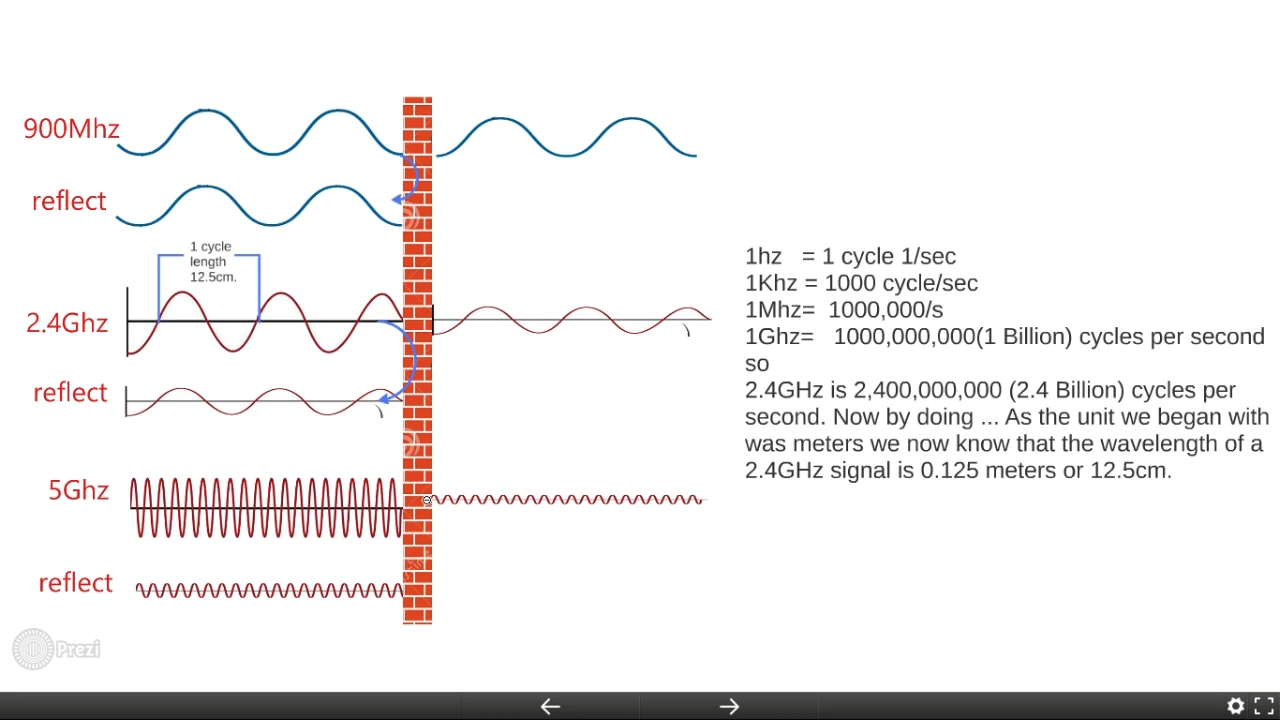 900Mhz
reflect
1 cycle
length
12.5cm.
2.4Ghz
reflect
5Ghz
reflect
1hz = 1 cycle 1/sec
1Khz = 1000 cycle/sec
1Mhz= 1000,000/s
1Ghz= 1000,000,000(1 Billion) cycles per second
so
2.4GHz is 2,400,000,000 (2.4 Billion) cycles per
second. Now by doing ... As the unit we began with
was meters we now know that the wavelength of a
2.4GHz signal is 0.125 meters or 12.5cm.
Prezi